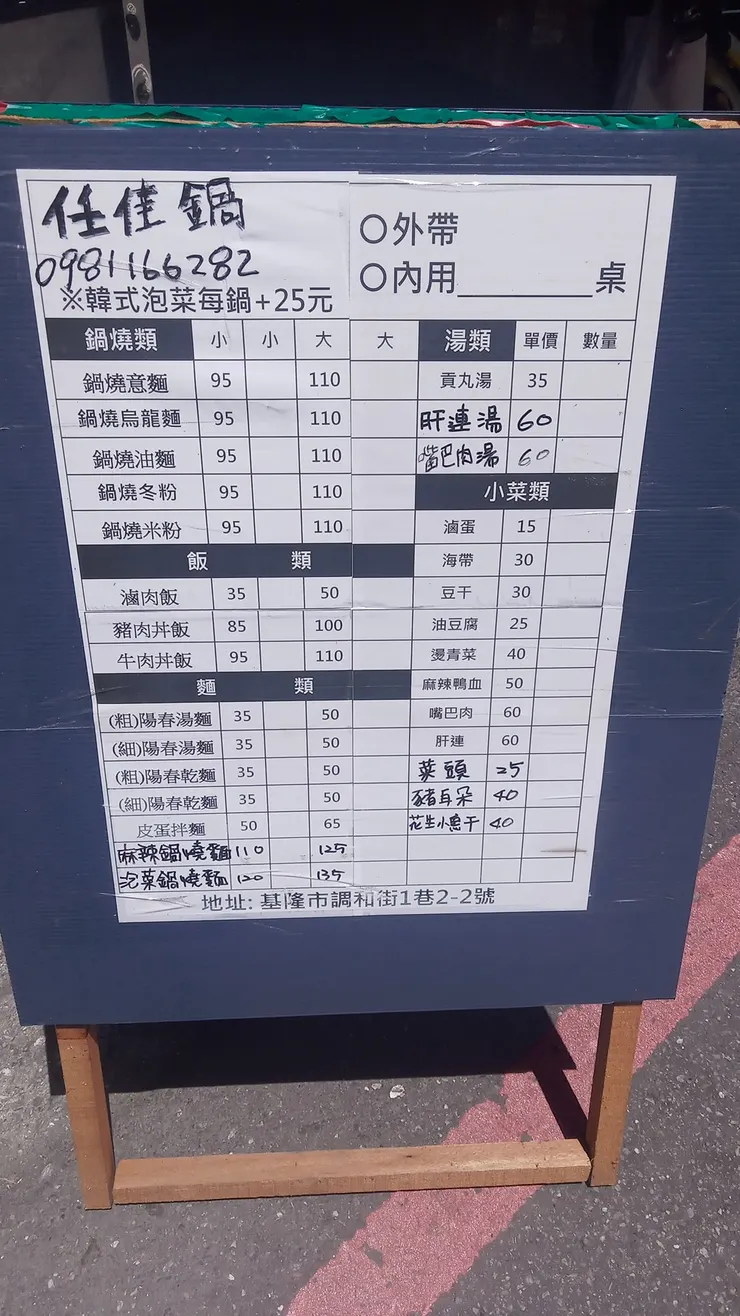 任佳鍋
0981166282
※韓式泡菜每鍋+25元
○外帶
○內用________桌
鍋燒類 小 小 大 大
鍋燒意麵 95 110
鍋燒烏龍麵 95 110
鍋燒油麵 95 110
鍋燒冬粉 95 110
鍋燒米粉 95 110
飯 類
滷肉飯 35 50
豬肉丼飯 85 100
牛肉丼飯 95 110
麵 類
(粗)陽春湯麵 35 50
(細)陽春湯麵 35 50
(粗)陽春乾麵 35 50
(細)陽春乾麵 35 50
皮蛋拌麵 50 65
麻辣鍋燒麵 110 125
泡菜鍋燒麵 120 135
湯類 單價 數量
貢丸湯 35
肝連湯 60
嘴巴肉湯 60
小菜類
滷蛋 15
海帶 30
豆干 30
油豆腐 25
燙青菜 40
麻辣鴨血 50
嘴巴肉 60
肝連 60
菜頭 25
豬耳朵 40
花生小魚干 40
地址: 基隆市調和街1巷2-2號